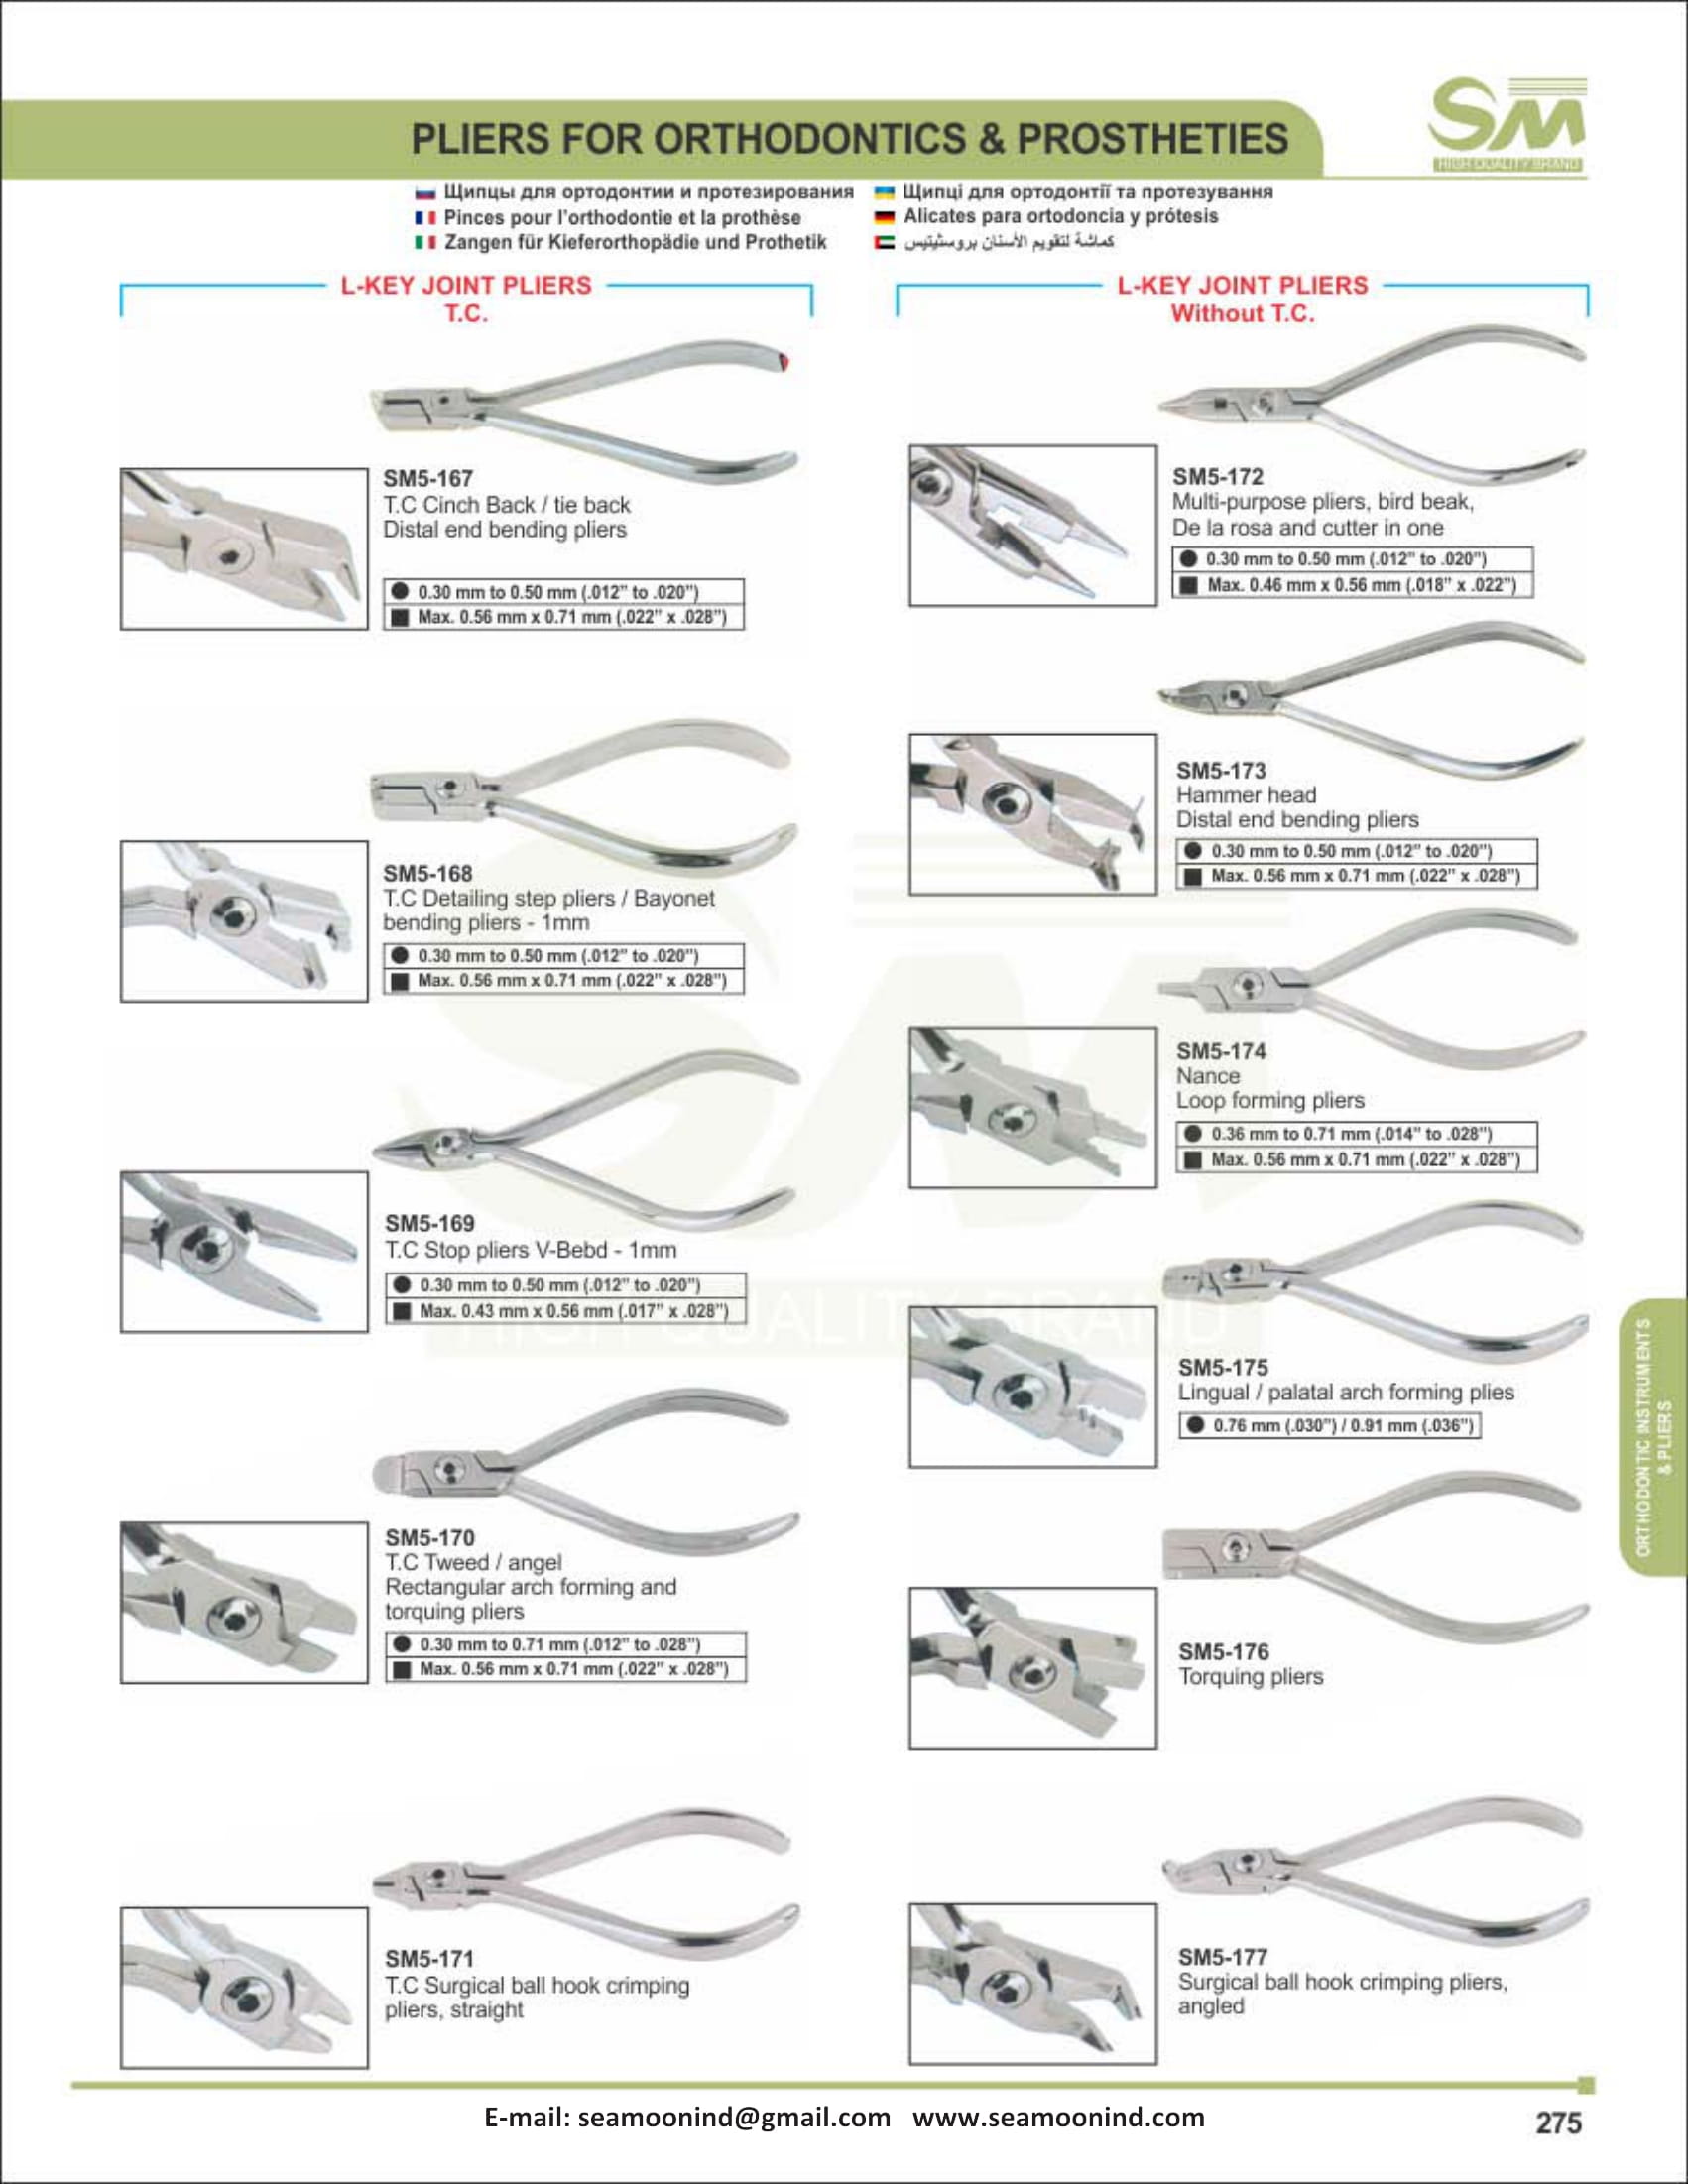 SM
HIGH QUALITY BRAND
PLIERS FOR ORTHODONTICS & PROSTHETIES
Щипцы для ортодонтии и протезирования
Pinces pour l'orthodontie et la prothèse
Zangen für Kieferorthopädie und Prothetik
Щипці для ортодонтії та протезування
Alicates para ortodoncia y prótesis
كماشة لتقويم الأسنان بروسثيتيس
L-KEY JOINT PLIERS
T.C.
SM5-167
T.C Cinch Back / tie back
Distal end bending pliers
● 0.30 mm to 0.50 mm (.012" to .020")
■ Max. 0.56 mm x 0.71 mm (.022" x .028")
SM5-168
T.C Detailing step pliers / Bayonet
bending pliers - 1mm
● 0.30 mm to 0.50 mm (.012" to .020")
■ Max. 0.56 mm x 0.71 mm (.022" x .028")
SM5-169
T.C Stop pliers V-Bebd - 1mm
● 0.30 mm to 0.50 mm (.012" to .020")
■ Max. 0.43 mm x 0.56 mm (.017" x .028")
SM5-170
T.C Tweed / angel
Rectangular arch forming and
torquing pliers
● 0.30 mm to 0.71 mm (.012" to .028")
■ Max. 0.56 mm x 0.71 mm (.022" x .028")
SM5-171
T.C Surgical ball hook crimping
pliers, straight
L-KEY JOINT PLIERS
Without T.C.
SM5-172
Multi-purpose pliers, bird beak,
De la rosa and cutter in one
● 0.30 mm to 0.50 mm (.012" to .020")
■ Max. 0.46 mm x 0.56 mm (.018" x .022")
SM5-173
Hammer head
Distal end bending pliers
● 0.30 mm to 0.50 mm (.012" to .020")
■ Max. 0.56 mm x 0.71 mm (.022" x .028")
SM5-174
Nance
Loop forming pliers
● 0.36 mm to 0.71 mm (.014" to .028")
■ Max. 0.56 mm x 0.71 mm (.022" x .028")
SM5-175
Lingual / palatal arch forming plies
● 0.76 mm (.030") / 0.91 mm (.036")
SM5-176
Torquing pliers
SM5-177
Surgical ball hook crimping pliers,
angled
SM
HIGH QUALITY BRAND
ORTHODONTIC INSTRUMENTS
& PLIERS
E-mail: seamoonind@gmail.com www.seamoonind.com
275